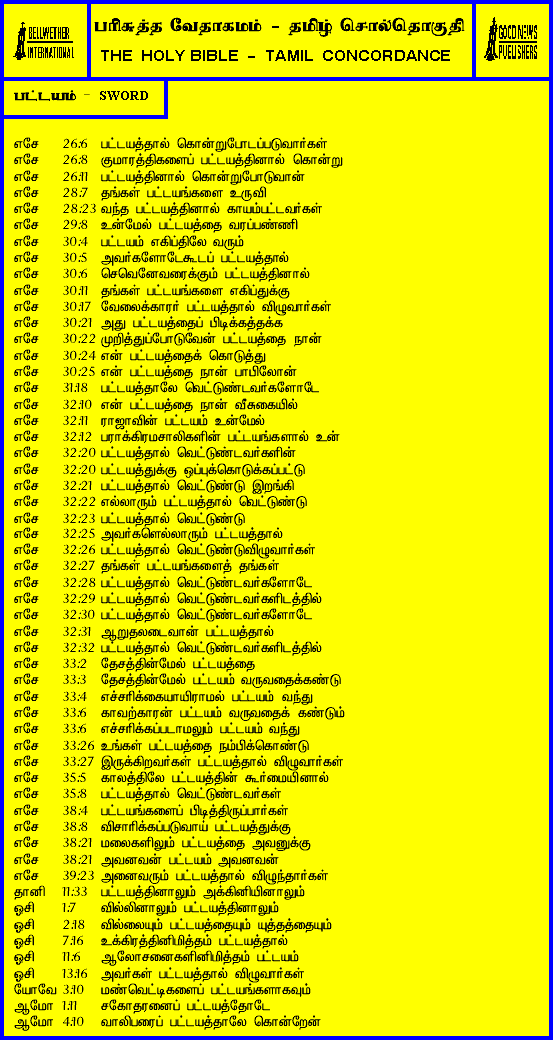 BELLWETHER
INTERNATIONAL
பரிசுத்த வேதாகமம் - தமிழ் சொல்தொகுதி
THE HOLY BIBLE - TAMIL CONCORDANCE
GOOD NEWS
PUBLISHERS
பட்டயம் - SWORD
எசே 26:6 பட்டயத்தால் கொன்றுபோடப்படுவார்கள்
எசே 26:8 குமாரத்திகளைப் பட்டயத்தினால் கொன்று
எசே 26:11 பட்டயத்தினால் கொன்றுபோடுவான்
எசே 28:7 தங்கள் பட்டயங்களை உருவி
எசே 28:23 வந்த பட்டயத்தினால் காயம்பட்டவர்கள்
எசே 29:8 உன்மேல் பட்டயத்தை வரப்பண்ணி
எசே 30:4 பட்டயம் எகிப்திலே வரும்
எசே 30:5 அவர்களோடேகூடப் பட்டயத்தால்
எசே 30:6 செவெனேவரைக்கும் பட்டயத்தினால்
எசே 30:11 தங்கள் பட்டயங்களை எகிப்துக்கு
எசே 30:17 வேலைக்காரர் பட்டயத்தால் விழுவார்கள்
எசே 30:21 அது பட்டயத்தைப் பிடிக்கத்தக்க
எசே 30:22 முறித்துப்போடுவேன் பட்டயத்தை நான்
எசே 30:24 என் பட்டயத்தைக் கொடுத்து
எசே 30:25 என் பட்டயத்தை நான் பாபிலோன்
எசே 31:18 பட்டயத்தாலே வெட்டுண்டவர்களோடே
எசே 32:10 என் பட்டயத்தை நான் வீசுகையில்
எசே 32:11 ராஜாவின் பட்டயம் உன்மேல்
எசே 32:12 பராக்கிரமசாலிகளின் பட்டயங்களால் உன்
எசே 32:20 பட்டயத்தால் வெட்டுண்டவர்களின்
எசே 32:20 பட்டயத்துக்கு ஒப்புக்கொடுக்கப்பட்டு
எசே 32:21 பட்டயத்தால் வெட்டுண்டு இறங்கி
எசே 32:22 எல்லாரும் பட்டயத்தால் வெட்டுண்டு
எசே 32:23 பட்டயத்தால் வெட்டுண்டு
எசே 32:25 அவர்களெல்லாரும் பட்டயத்தால்
எசே 32:26 பட்டயத்தால் வெட்டுண்டுவிழுவார்கள்
எசே 32:27 தங்கள் பட்டயங்களைத் தங்கள்
எசே 32:28 பட்டயத்தால் வெட்டுண்டவர்களோடே
எசே 32:29 பட்டயத்தால் வெட்டுண்டவர்களிடத்தில்
எசே 32:30 பட்டயத்தால் வெட்டுண்டவர்களோடே
எசே 32:31 ஆறுதலடைவான் பட்டயத்தால்
எசே 32:32 பட்டயத்தால் வெட்டுண்டவர்களிடத்தில்
எசே 33:2 தேசத்தின்மேல் பட்டயத்தை
எசே 33:3 தேசத்தின்மேல் பட்டயம் வருவதைக்கண்டு
எசே 33:4 எச்சரிக்கையாயிராமல் பட்டயம் வந்து
எசே 33:6 காவற்காரன் பட்டயம் வருவதைக் கண்டும்
எசே 33:6 எச்சரிக்கப்படாமலும் பட்டயம் வந்து
எசே 33:26 உங்கள் பட்டயத்தை நம்பிக்கொண்டு
எசே 33:27 இருக்கிறவர்கள் பட்டயத்தால் விழுவார்கள்
எசே 35:5 காலத்திலே பட்டயத்தின் கூர்மையினால்
எசே 35:8 பட்டயத்தால் வெட்டுண்டவர்கள்
எசே 38:4 பட்டயங்களைப் பிடித்திருப்பார்கள்
எசே 38:8 விசாரிக்கப்படுவாய் பட்டயத்துக்கு
எசே 38:21 மலைகளிலும் பட்டயத்தை அவனுக்கு
எசே 38:21 அவனவன் பட்டயம் அவனவன்
எசே 39:23 அனைவரும் பட்டயத்தால் விழுந்தார்கள்
தானி 11:33 பட்டயத்தினாலும் அக்கினியினாலும்
ஓசி 1:7 வில்லினாலும் பட்டயத்தினாலும்
ஓசி 2:18 வில்லையும் பட்டயத்தையும் யுத்தத்தையும்
ஓசி 7:16 உக்கிரத்தினிமித்தம் பட்டயத்தால்
ஓசி 11:6 ஆலோசனைகளினிமித்தம் பட்டயம்
ஓசி 13:16 அவர்கள் பட்டயத்தால் விழுவார்கள்
யோவே 3:10 மண்வெட்டிகளைப் பட்டயங்களாகவும்
ஆமோ 1:11 சகோதரனைப் பட்டயத்தோடே
ஆமோ 4:10 வாலிபரைப் பட்டயத்தாலே கொன்றேன்